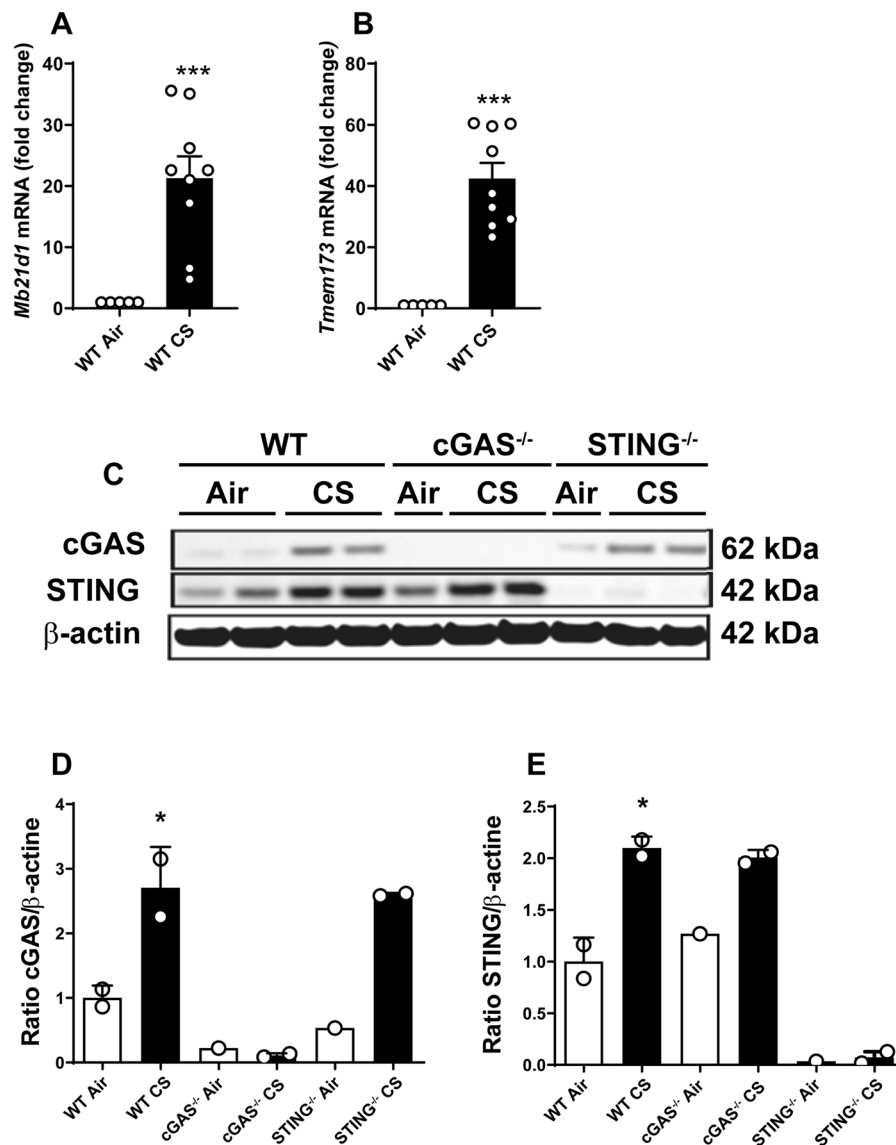 A
Mb21d1 mRNA (fold change)
40
30
20
10
0
***
WT Air
WT CS
B
Tmem173 mRNA (fold change)
80
60
40
20
0
***
WT Air
WT CS
C
WT
cGAS-/-
STING-/-
Air
CS
Air
CS
Air
CS
cGAS
62 kDa
STING
42 kDa
β-actin
42 kDa
D
Ratio cGAS/β-actine
4
3
2
1
0
*
WT Air
WT CS
cGAS-/- Air
cGAS-/- CS
STING-/- Air
STING-/- CS
E
Ratio STING/β-actine
2.5
2.0
1.5
1.0
0.5
0.0
*
WT Air
WT CS
cGAS-/- Air
cGAS-/- CS
STING-/- Air
STING-/- CS